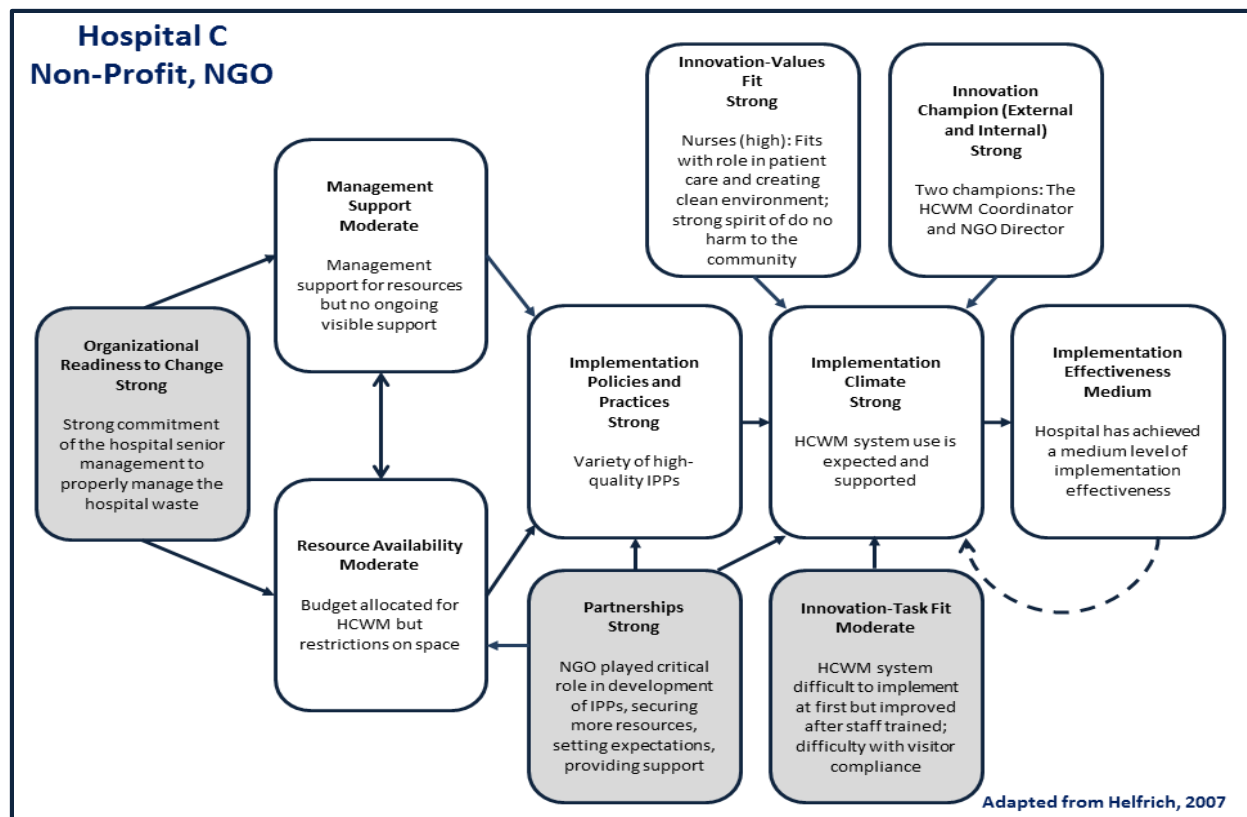 Hospital C
Non-Profit, NGO
Innovation-Values
Fit
Strong
Nurses (high): Fits
with role in patient
care and creating
clean environment;
strong spirit of do no
harm to the
community
Innovation
Champion (External
and Internal)
Strong
Two champions: The
HCWM Coordinator
and NGO Director
Management
Support
Moderate
Management
support for resources
but no ongoing
visible support
Organizational
Readiness to Change
Strong
Strong commitment
of the hospital senior
management to
properly manage the
hospital waste
Implementation
Policies and
Practices
Strong
Variety of high-
quality IPPs
Implementation
Climate
Strong
HCWM system use is
expected and
supported
Implementation
Effectiveness
Medium
Hospital has achieved
a medium level of
implementation
effectiveness
Resource Availability
Moderate
Budget allocated for
HCWM but
restrictions on space
Partnerships
Strong
NGO played critical
role in development
of IPPs, securing
more resources,
setting expectations,
providing support
Innovation-Task Fit
Moderate
HCWM system
difficult to implement
at first but improved
after staff trained;
difficulty with visitor
compliance
Adapted from Helfrich, 2007